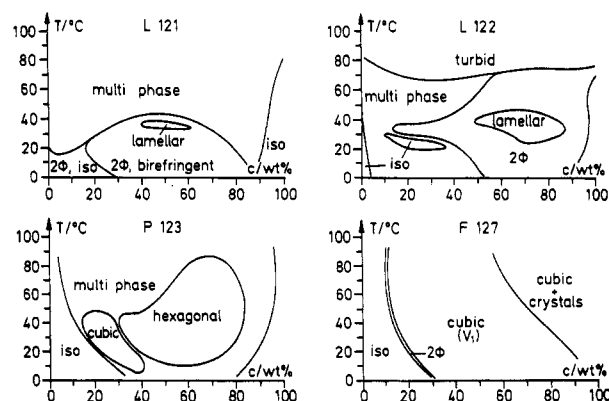 T/°C L 121
100
80
60
40
20
0
multi phase
lamellar
iso
2Φ, iso 2Φ, birefringent c/wt%
0 20 40 60 80 100
T/°C L 122
100
80
60
40
20
0
turbid
multi phase
lamellar
iso
2Φ
c/wt%
0 20 40 60 80 100
T/°C P 123
100
80
60
40
20
0
multi phase
hexagonal
cubic
iso
c/wt%
0 20 40 60 80 100
T/°C F 127
100
80
60
40
20
0
cubic
+
crystals
cubic
(V₁)
iso
2Φ
c/wt%
0 20 40 60 80 100